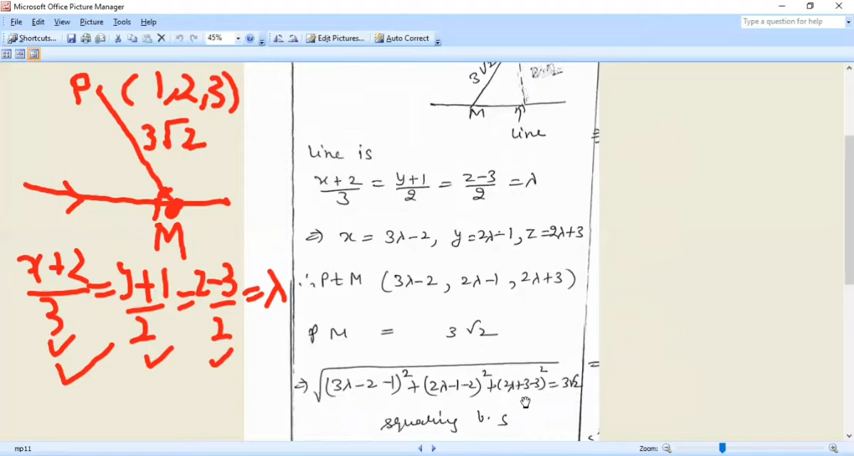 Microsoft Office Picture Manager
File Edit View Picture Tools Help
Type a question for help
Shortcuts... 45% Edit Pictures... Auto Correct
P (1,2,3)
3√2
M
x+2/3 = y+1/2 = z-3/2 = λ
3√2
M
line
Line is
x+2/3 = y+1/2 = z-3/2 = λ
⇒ x = 3λ-2, y = 2λ-1, z = 2λ+3
∴ Pt M (3λ-2, 2λ-1, 2λ+3)
PM = 3√2
⇒ √(3λ-2-1)²+(2λ-1-2)²+(2λ+3-3)² = 3√2
squading b.s
mp11
Zoom: